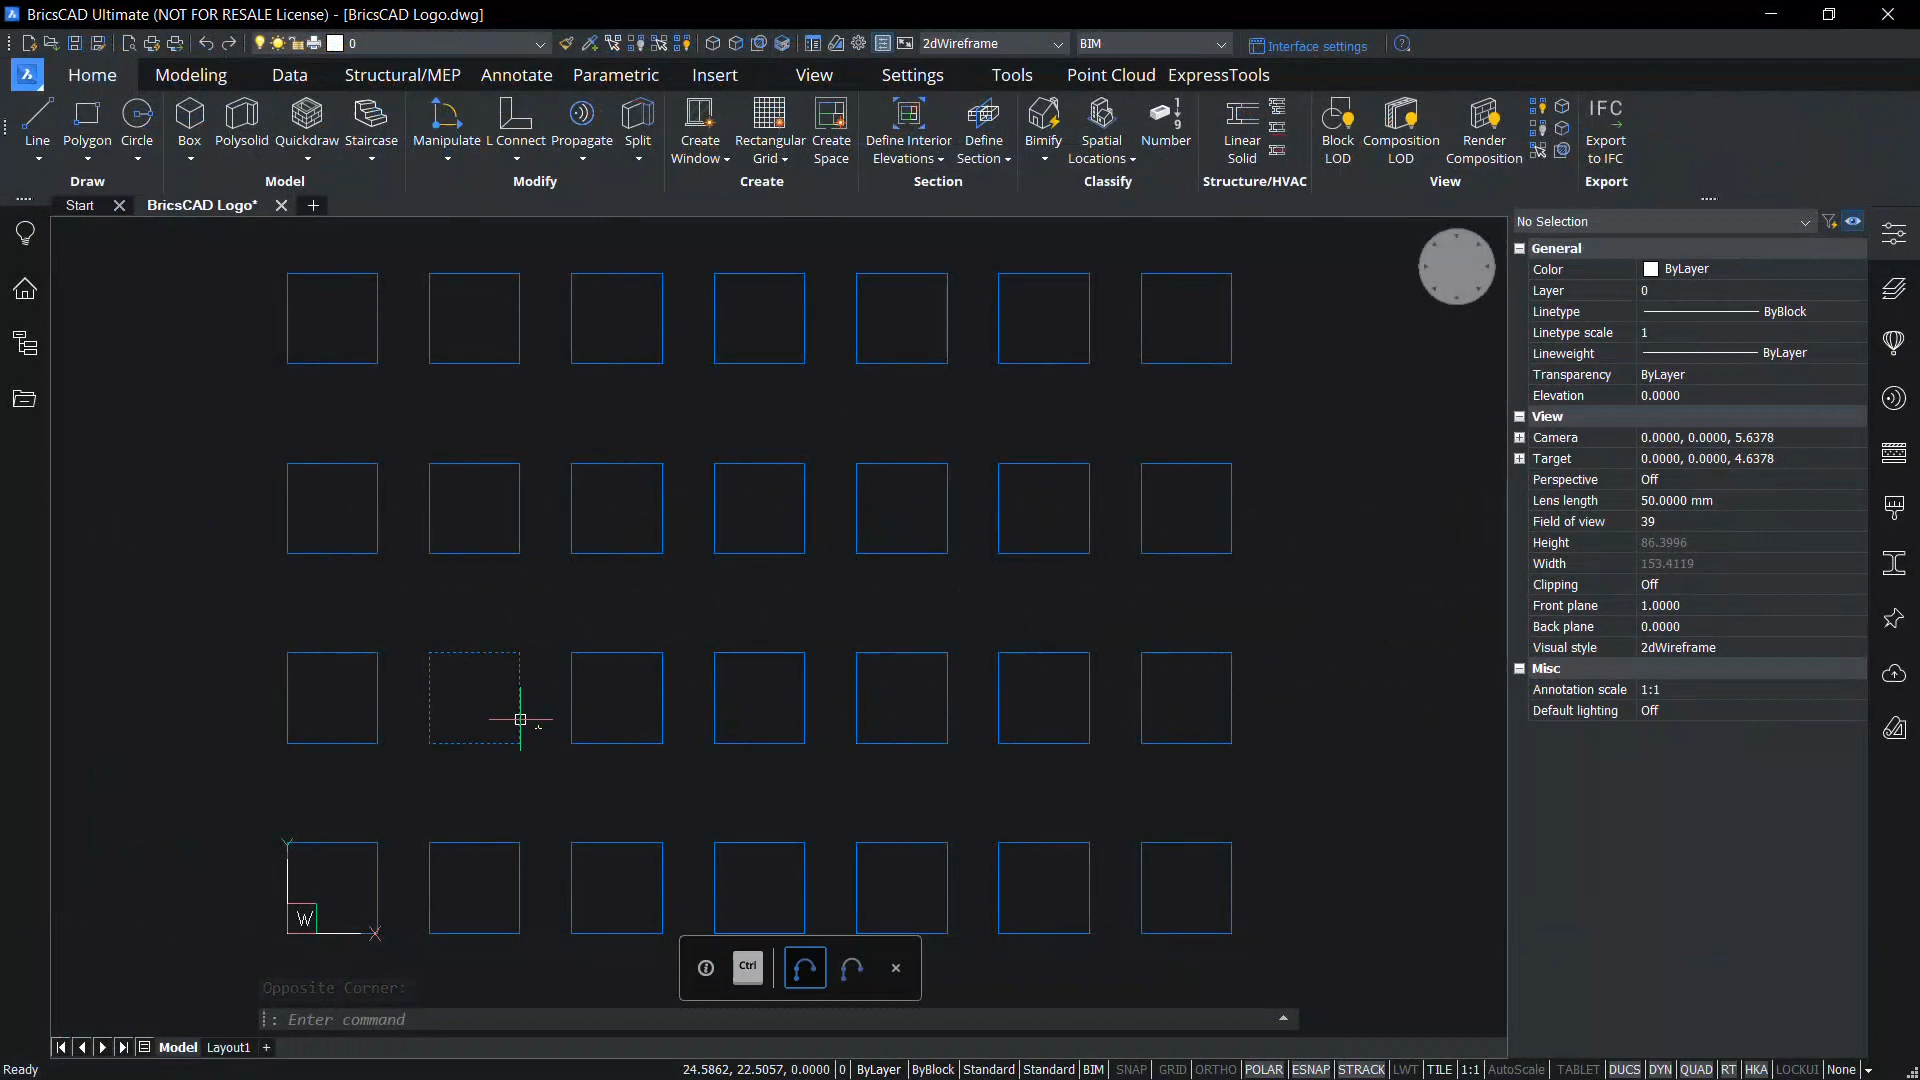 BricsCAD Ultimate (NOT FOR RESALE License) - [BricsCAD Logo.dwg]
0
2dWireframe
BIM
Interface settings
Home
Modeling
Data
Structural/MEP
Annotate
Parametric
Insert
View
Settings
Tools
Point Cloud
ExpressTools
Line
Polygon
Circle
Box
Polysolid
Quickdraw
Staircase
Manipulate
L Connect
Propagate
Split
Create
Window
Rectangular
Grid
Create
Space
Define Interior
Elevations
Define
Section
Bimify
Spatial
Locations
1
9
Number
Linear
Solid
Block
LOD
Composition
LOD
Render
Composition
IFC
Export
to IFC
Draw
Model
Modify
Create
Section
Classify
Structure/HVAC
View
Export
Start
BricsCAD Logo*
No Selection
General
Color ByLayer
Layer 0
Linetype ByBlock
Linetype scale 1
Lineweight ByLayer
Transparency ByLayer
Elevation 0.0000
View
Camera 0.0000, 0.0000, 5.6378
Target 0.0000, 0.0000, 4.6378
Perspective Off
Lens length 50.0000 mm
Field of view 39
Height 86.3996
Width 153.4119
Clipping Off
Front plane 1.0000
Back plane 0.0000
Visual style 2dWireframe
Misc
Annotation scale 1:1
Default lighting Off
Y
W
X
Ctrl
Opposite Corner:
: Enter command
Model
Layout1
Ready
24.5862, 22.5057, 0.0000 0 ByLayer ByBlock Standard Standard BIM SNAP GRID ORTHO POLAR ESNAP STRACK LWT TILE 1:1 AutoScale TABLET DUCS DYN QUAD RT HKA LOCKUI None